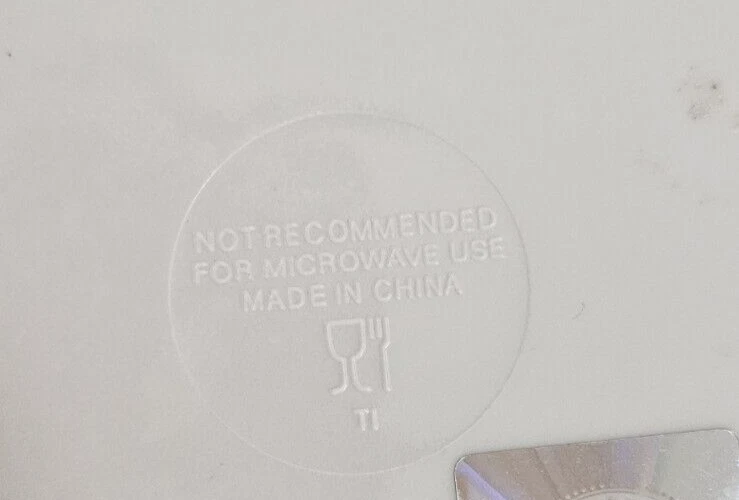 NOT RECOMMENDED
FOR MICROWAVE USE
MADE IN CHINA
TI